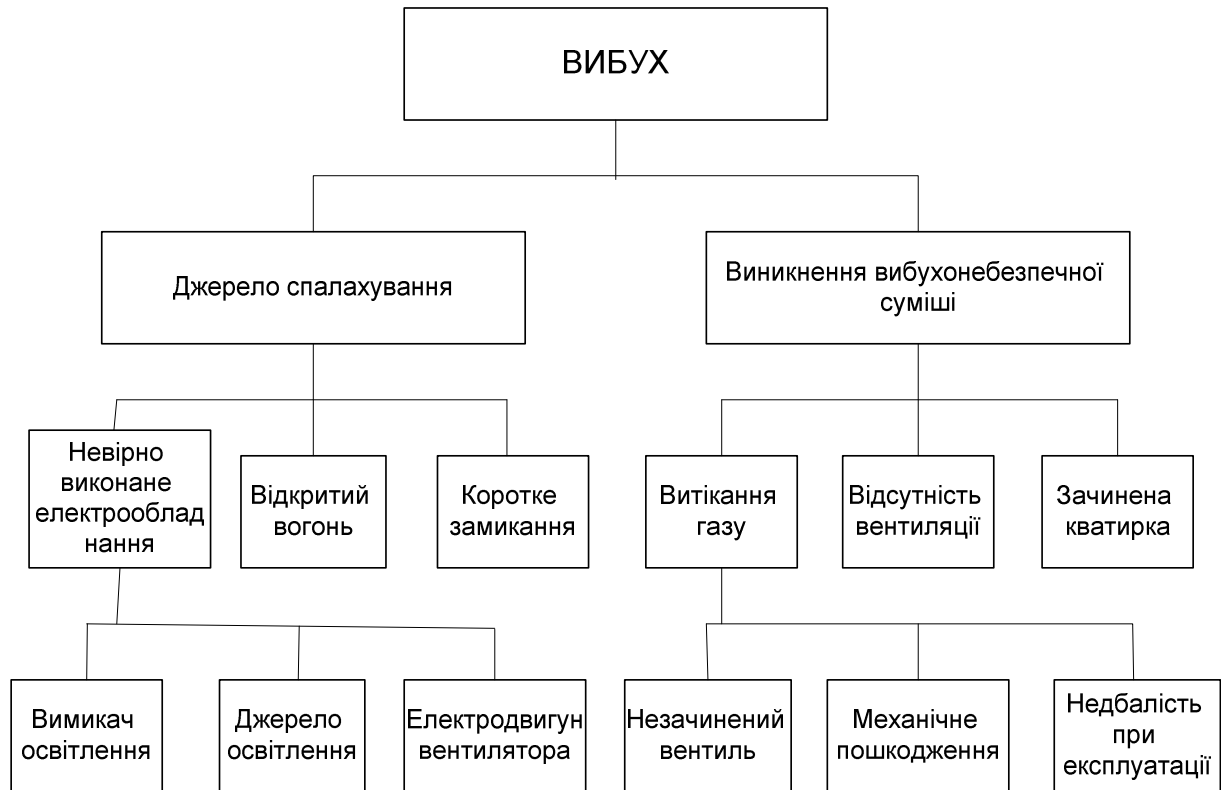 ВИБУХ
Джерело спалахування
Виникнення вибухонебезпечної
суміші
Невірно
виконане
електрооблад
нання
Відкритий
вогонь
Коротке
замикання
Витікання
газу
Відсутність
вентиляції
Зачинена
кватирка
Вимикач
освітлення
Джерело
освітлення
Електродвигун
вентилятора
Незачинений
вентиль
Механічне
пошкодження
Недбалість
при
експлуатації